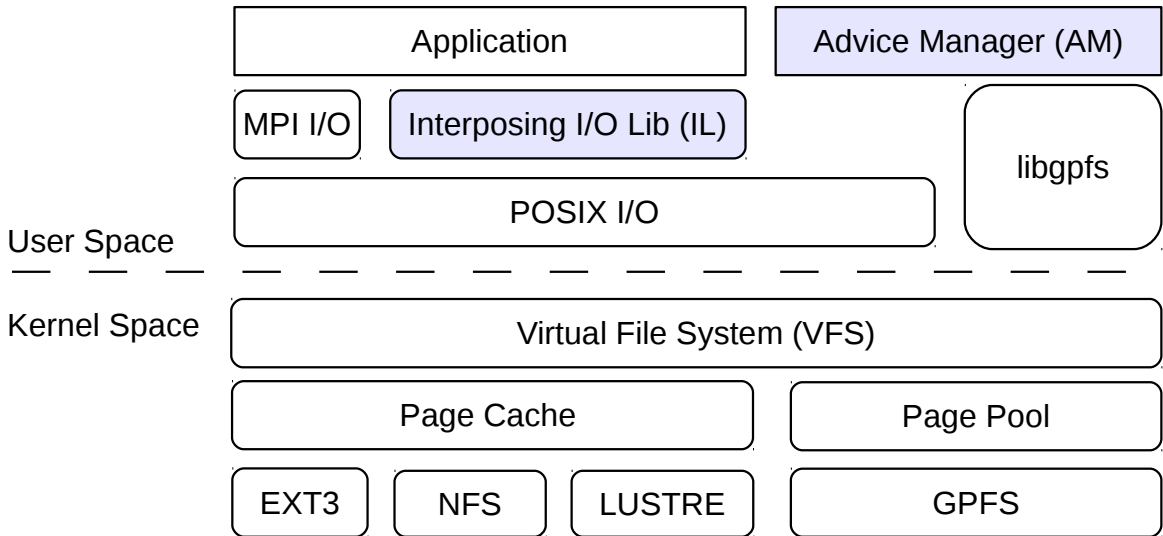 Application
Advice Manager (AM)
MPI I/O
Interposing I/O Lib (IL)
libgpfs
POSIX I/O
User Space
Kernel Space
Virtual File System (VFS)
Page Cache
Page Pool
EXT3
NFS
LUSTRE
GPFS